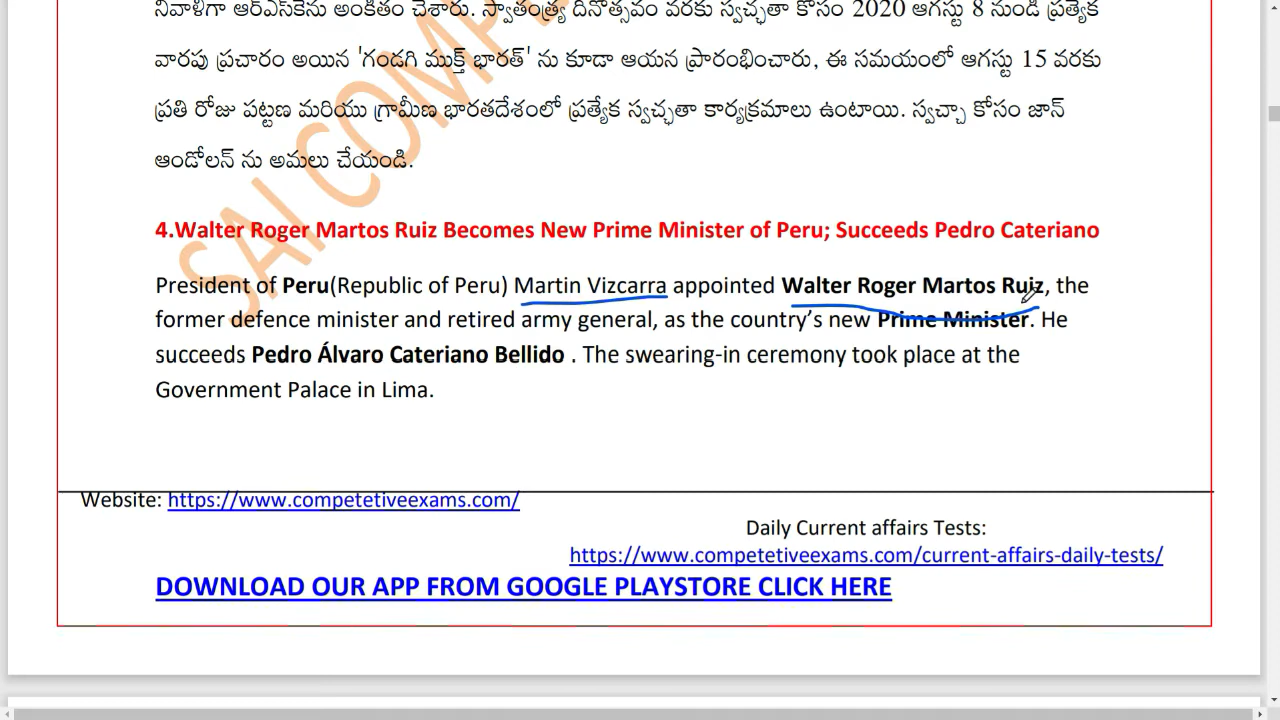 నివాళిగా ఆర్ఎస్‌కెను అంకితం చేశారు. స్వాతంత్ర్య దినోత్సవం వరకు స్వచ్ఛతా కోసం 2020 ఆగస్టు 8 నుండి ప్రత్యేక
వారపు ప్రచారం అయిన 'గండగి ముక్త్ భారత్' ను కూడా ఆయన ప్రారంభించారు, ఈ సమయంలో ఆగస్టు 15 వరకు
ప్రతి రోజు పట్టణ మరియు గ్రామీణ భారతదేశంలో ప్రత్యేక స్వచ్ఛతా కార్యక్రమాలు ఉంటాయి. స్వచ్చా కోసం జాన్
ఆండోలన్ ను అమలు చేయండి.
4.Walter Roger Martos Ruiz Becomes New Prime Minister of Peru; Succeeds Pedro Cateriano
President of Peru(Republic of Peru) Martin Vizcarra appointed Walter Roger Martos Ruiz, the
former defence minister and retired army general, as the country’s new Prime Minister. He
succeeds Pedro Álvaro Cateriano Bellido . The swearing-in ceremony took place at the
Government Palace in Lima.
Website: https://www.competetiveexams.com/
Daily Current affairs Tests:
https://www.competetiveexams.com/current-affairs-daily-tests/
DOWNLOAD OUR APP FROM GOOGLE PLAYSTORE CLICK HERE
SAI COMP